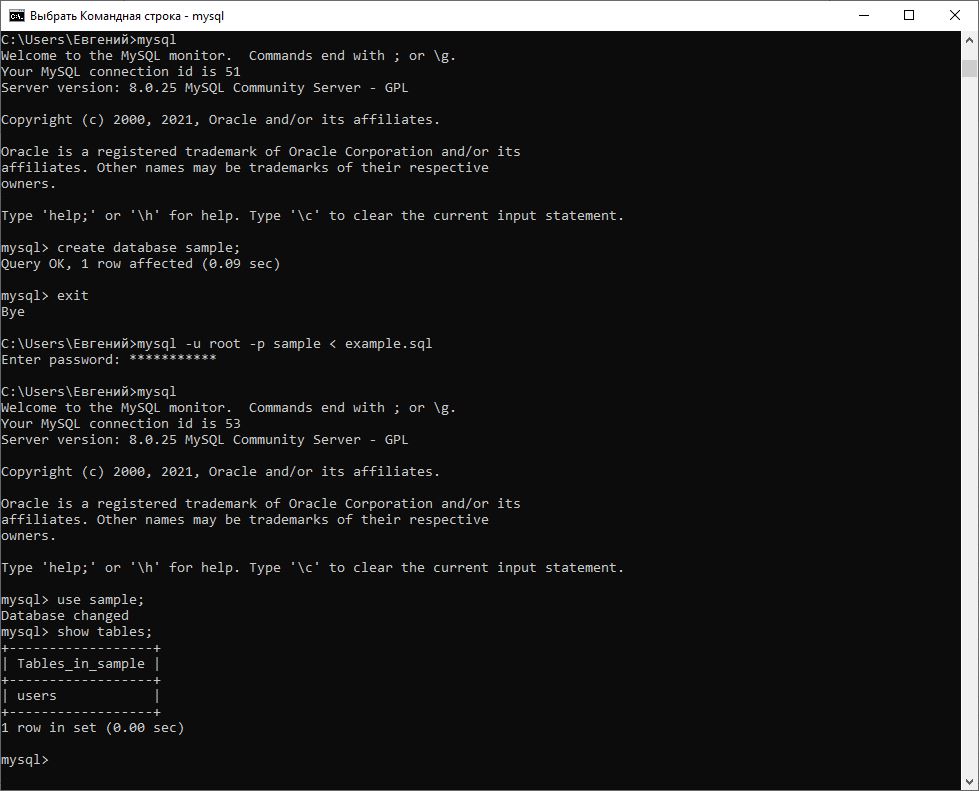 Выбрать Командная строка - mysql
C:\Users\Евгений>mysql
Welcome to the MySQL monitor.  Commands end with ; or \g.
Your MySQL connection id is 51
Server version: 8.0.25 MySQL Community Server - GPL
Copyright (c) 2000, 2021, Oracle and/or its affiliates.
Oracle is a registered trademark of Oracle Corporation and/or its
affiliates. Other names may be trademarks of their respective
owners.
Type 'help;' or '\h' for help. Type '\c' to clear the current input statement.
mysql> create database sample;
Query OK, 1 row affected (0.09 sec)
mysql> exit
Bye
C:\Users\Евгений>mysql -u root -p sample < example.sql
Enter password: ***********
C:\Users\Евгений>mysql
Welcome to the MySQL monitor.  Commands end with ; or \g.
Your MySQL connection id is 53
Server version: 8.0.25 MySQL Community Server - GPL
Copyright (c) 2000, 2021, Oracle and/or its affiliates.
Oracle is a registered trademark of Oracle Corporation and/or its
affiliates. Other names may be trademarks of their respective
owners.
Type 'help;' or '\h' for help. Type '\c' to clear the current input statement.
mysql> use sample;
Database changed
mysql> show tables;
+------------------+
| Tables_in_sample |
+------------------+
| users            |
+------------------+
1 row in set (0.00 sec)
mysql>